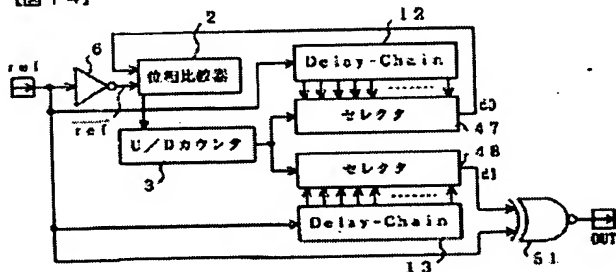 【図14】
ref
6
2
12
位相比較器
Delay-Chain
ref
セレクタ
d0
47
U/Dカウンタ
3
48
セレクタ
d1
Delay-Chain
13
OUT
51